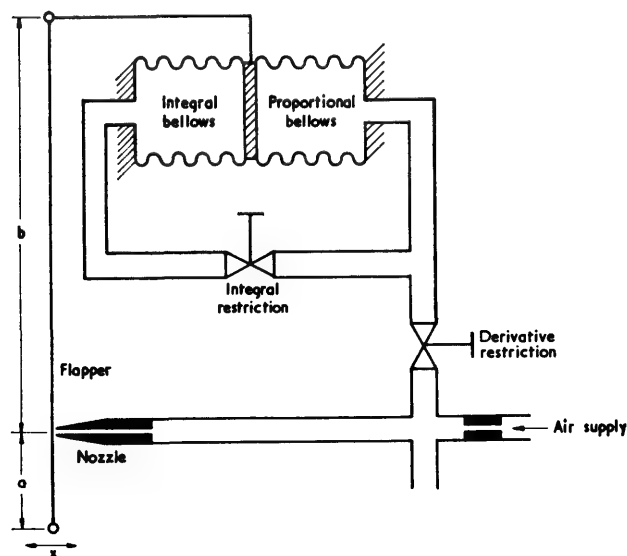 Integral
bellows
Proportional
bellows
b
Integral
restriction
Derivative
restriction
Flapper
Air supply
Nozzle
a
x